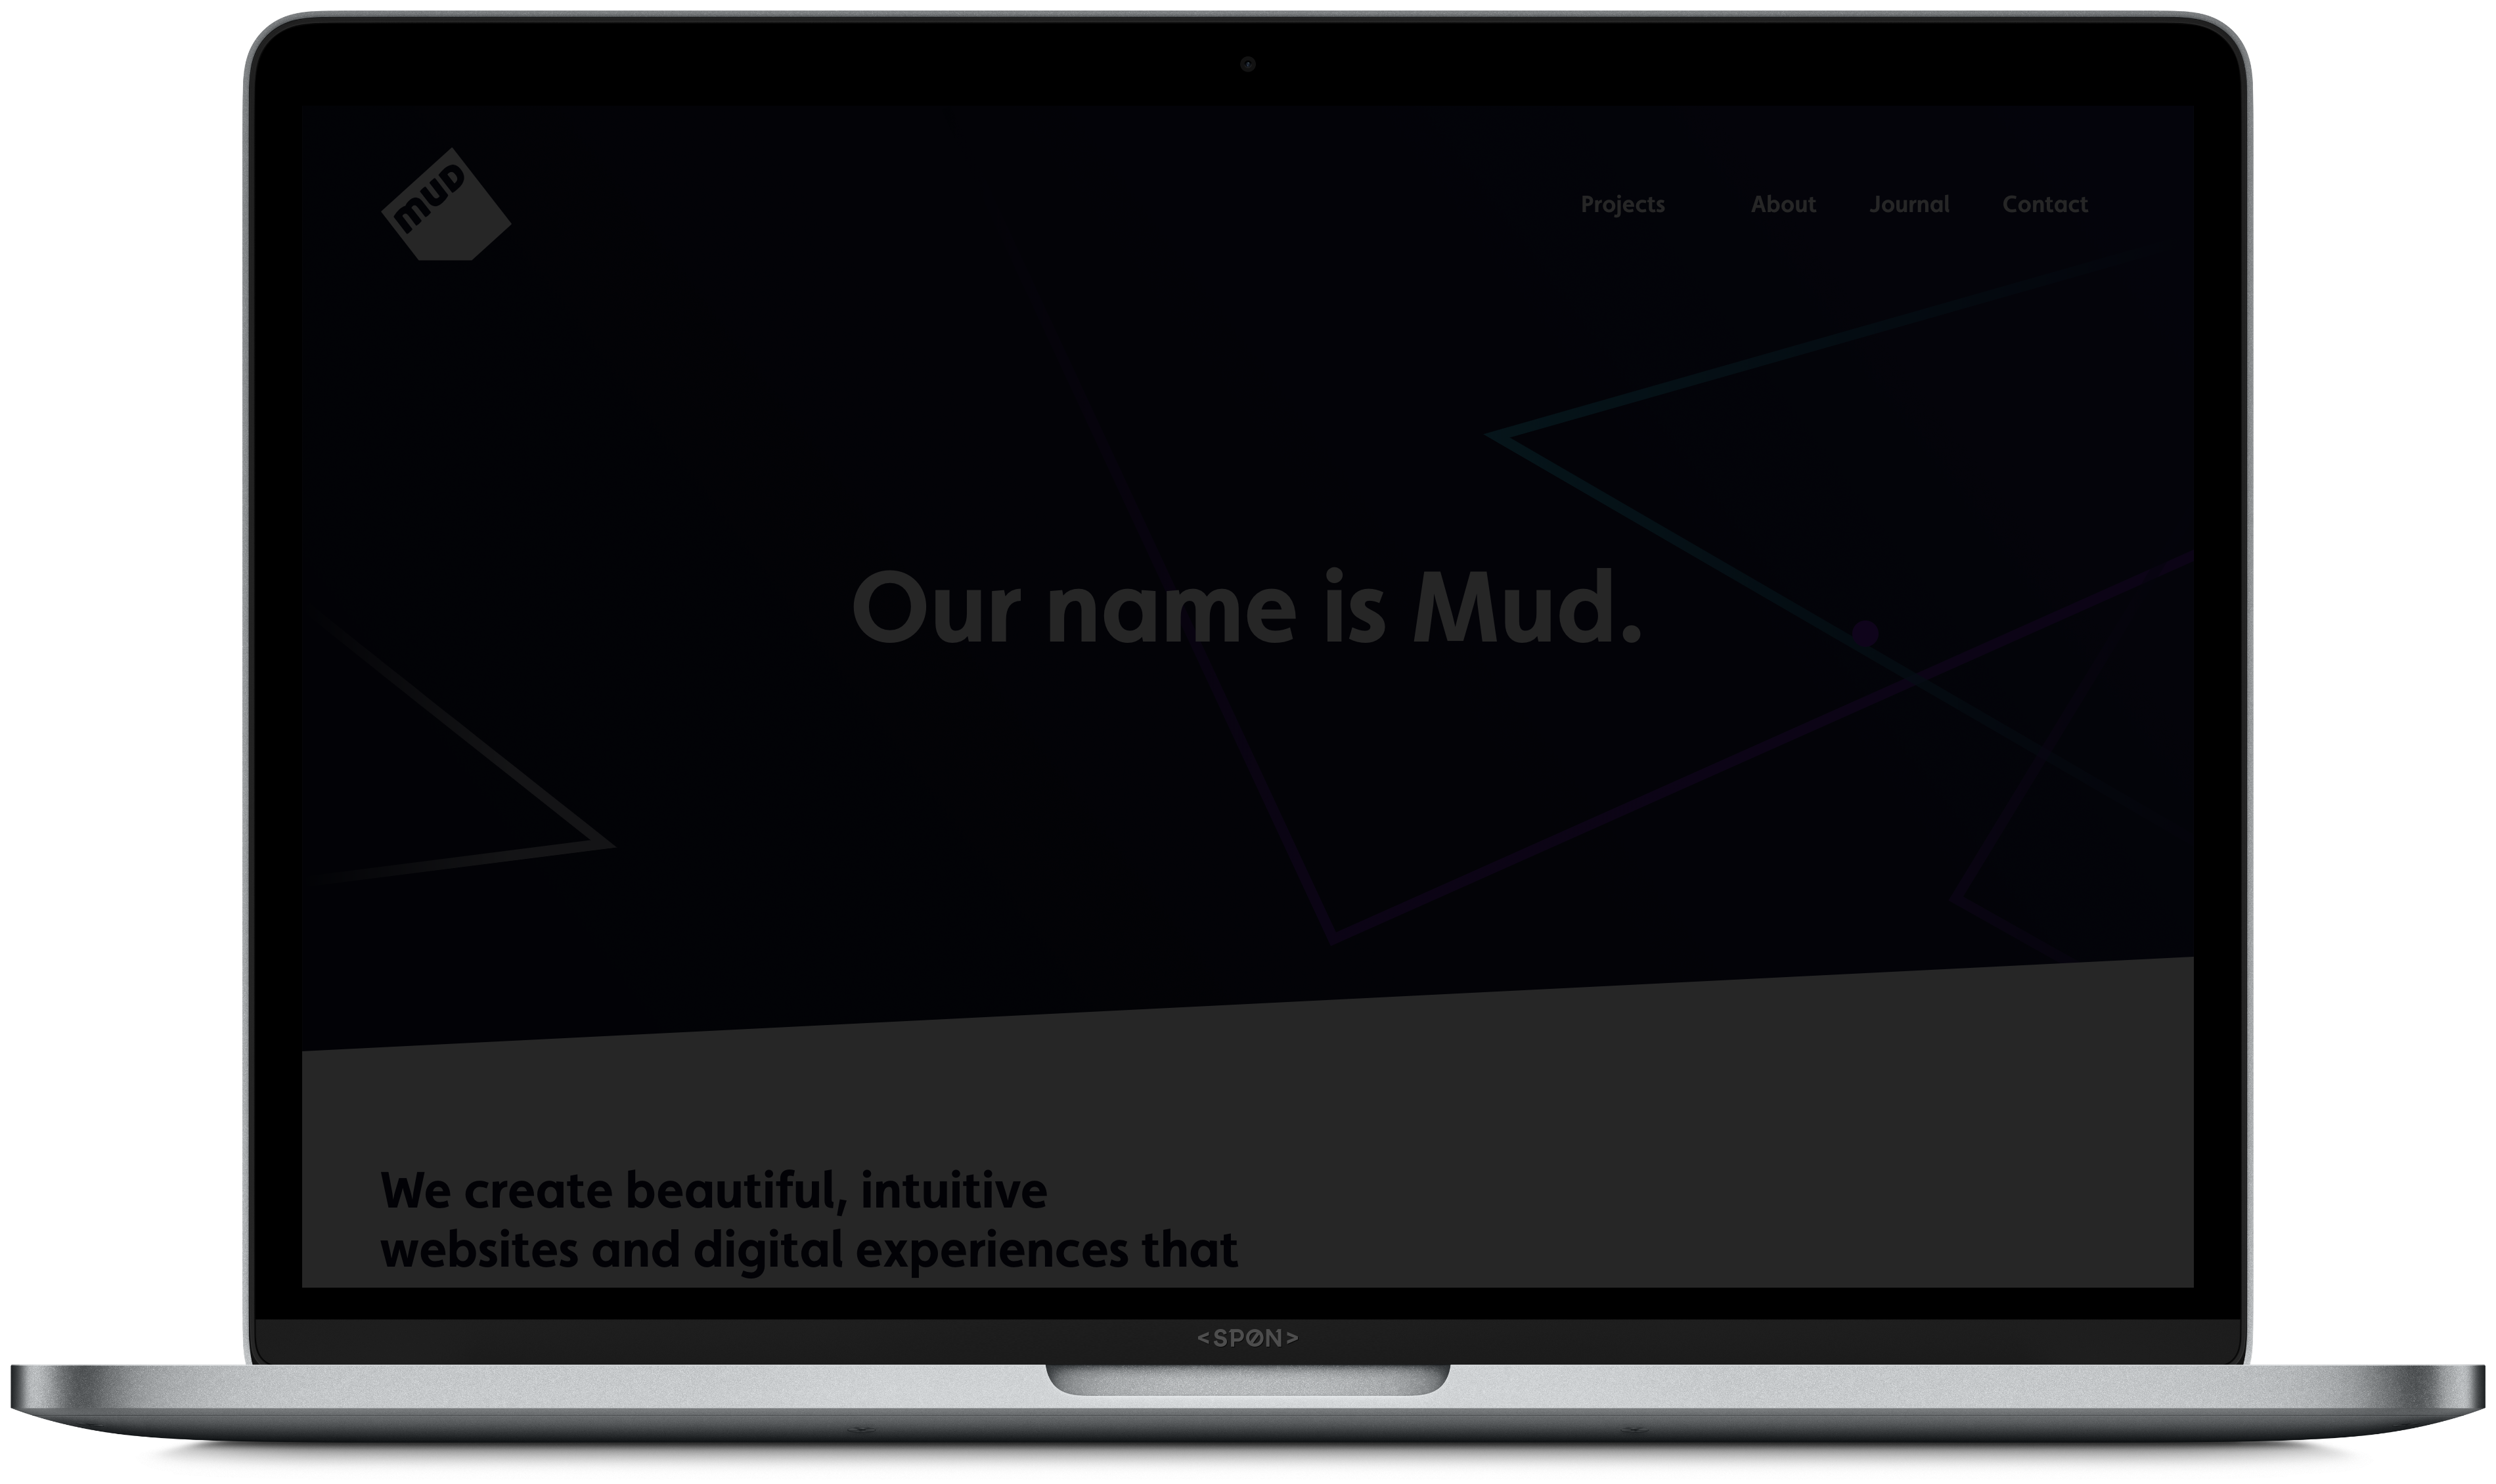 MUD
Projects About Journal Contact
Our name is Mud.
We create beautiful, intuitive
websites and digital experiences that
<SPØN>